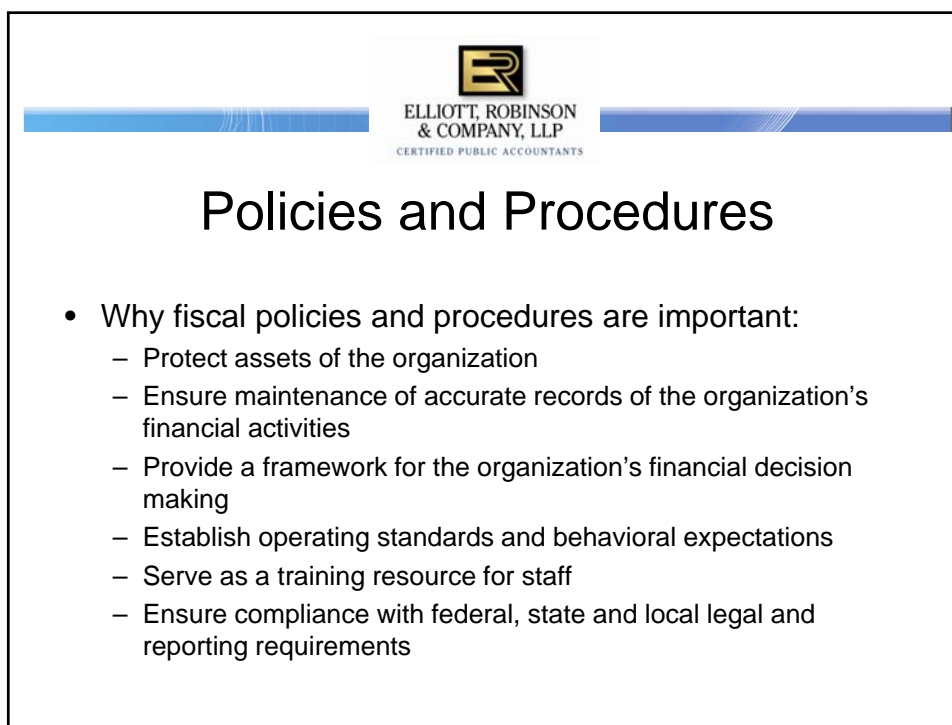 ER
ELLIOTT, ROBINSON
& COMPANY, LLP
CERTIFIED PUBLIC ACCOUNTANTS
Policies and Procedures
• Why fiscal policies and procedures are important:
– Protect assets of the organization
– Ensure maintenance of accurate records of the organization’s
financial activities
– Provide a framework for the organization’s financial decision
making
– Establish operating standards and behavioral expectations
– Serve as a training resource for staff
– Ensure compliance with federal, state and local legal and
reporting requirements